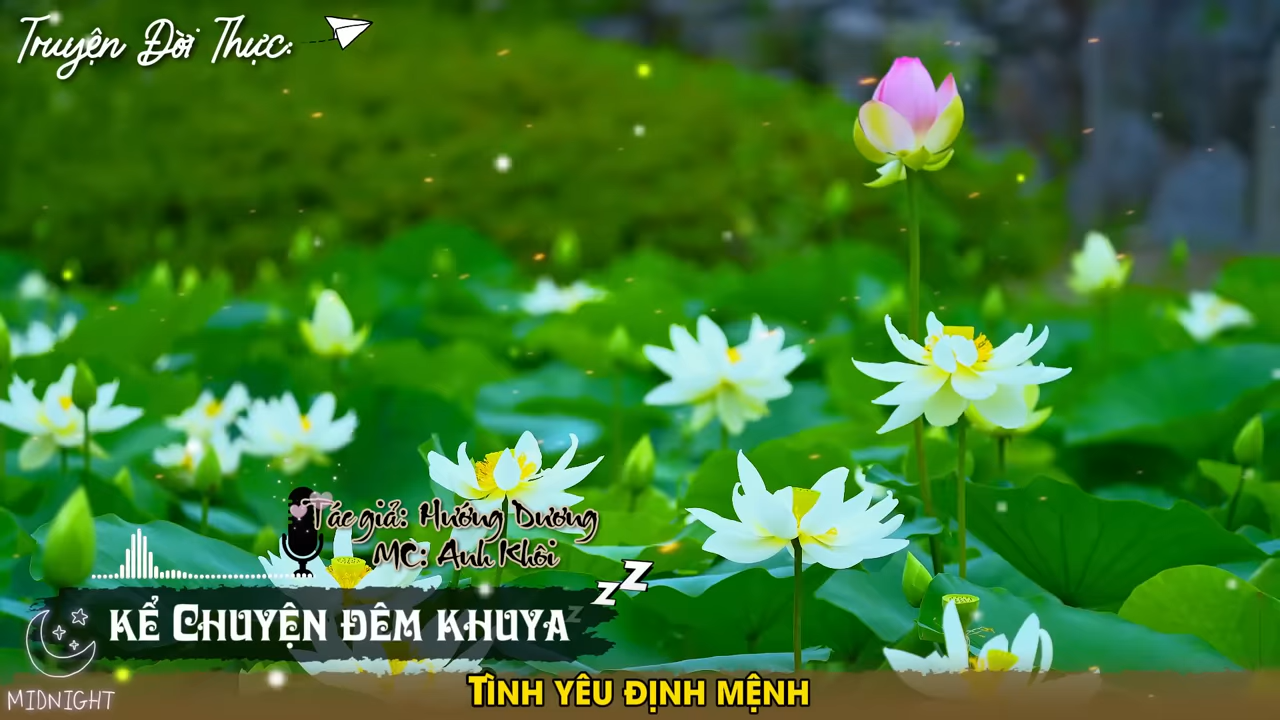 Truyện Đời Thực:
Tác giả: Hướng Dương
MC: Anh Khôi
zZ
KỂ CHUYỆN ĐÊM KHUYA
MIDNIGHT
TÌNH YÊU ĐỊNH MỆNH